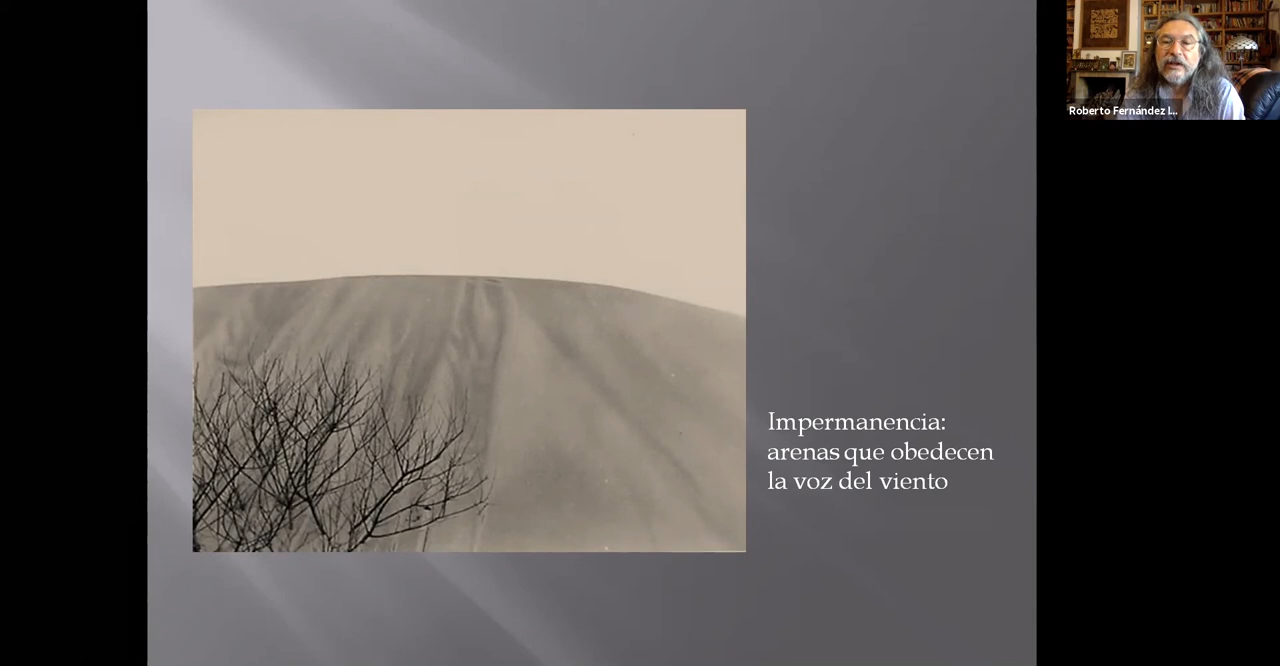 Impermanencia:
arenas que obedecen
la voz del viento
Roberto Fernández I...